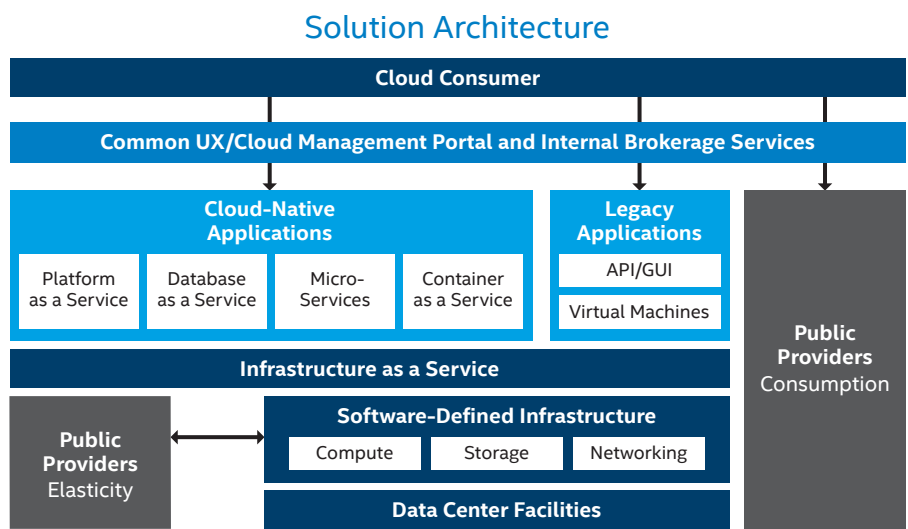 Solution Architecture
Cloud Consumer
Common UX/Cloud Management Portal and Internal Brokerage Services
Cloud-Native
Applications
Platform
as a Service
Database
as a Service
Micro-
Services
Container
as a Service
Legacy
Applications
API/GUI
Virtual Machines
Public
Providers
Consumption
Infrastructure as a Service
Public
Providers
Elasticity
Software-Defined Infrastructure
Compute
Storage
Networking
Data Center Facilities